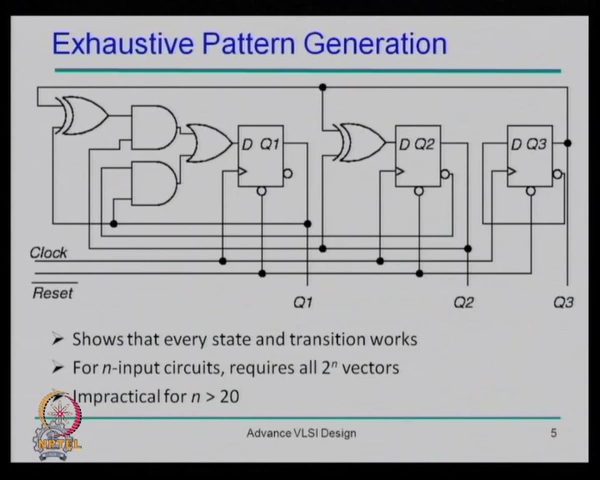 Exhaustive Pattern Generation
D Q1
D Q2
D Q3
Clock
Reset
Q1
Q2
Q3
Shows that every state and transition works
For n-input circuits, requires all 2ⁿ vectors
Impractical for n > 20
NPTEL
Advance VLSI Design
5